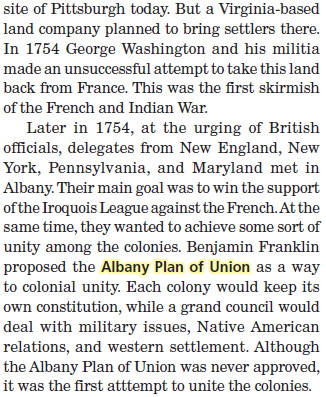 site of Pittsburgh today. But a Virginia-based
land company planned to bring settlers there.
In 1754 George Washington and his militia
made an unsuccessful attempt to take this land
back from France. This was the first skirmish
of the French and Indian War.
Later in 1754, at the urging of British
officials, delegates from New England, New
York, Pennsylvania, and Maryland met in
Albany. Their main goal was to win the support
of the Iroquois League against the French. At the
same time, they wanted to achieve some sort of
unity among the colonies. Benjamin Franklin
proposed the Albany Plan of Union as a way
to colonial unity. Each colony would keep its
own constitution, while a grand council would
deal with military issues, Native American
relations, and western settlement. Although
the Albany Plan of Union was never approved,
it was the first atttempt to unite the colonies.